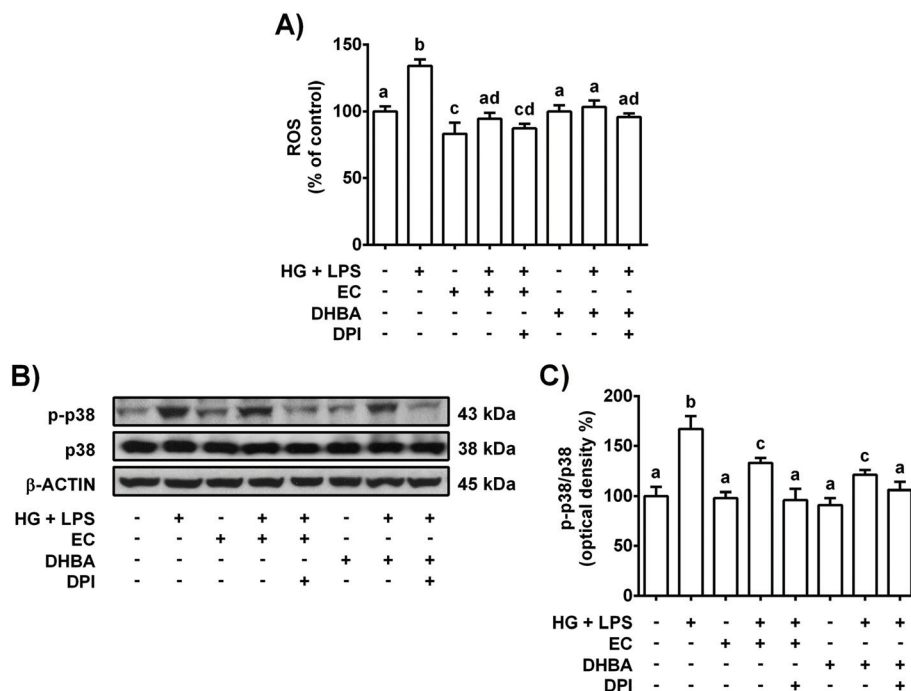 A)
150
100
50
0
ROS
(% of control)
a b c ad cd a a ad
HG + LPS - + - + + - + +
EC - - + + + - - -
DHBA - - - - - + + +
DPI - - - - + - - +
B)
p-p38 43 kDa
p38 38 kDa
β-ACTIN 45 kDa
HG + LPS - + - + + - + +
EC - - + + + - - -
DHBA - - - - - + + +
DPI - - - - + - - +
C)
200
150
100
50
0
p-p38/p38
(optical density %)
a b a c a a c a
HG + LPS - + - + + - + +
EC - - + + + - - -
DHBA - - - - - + + +
DPI - - - - + - - +